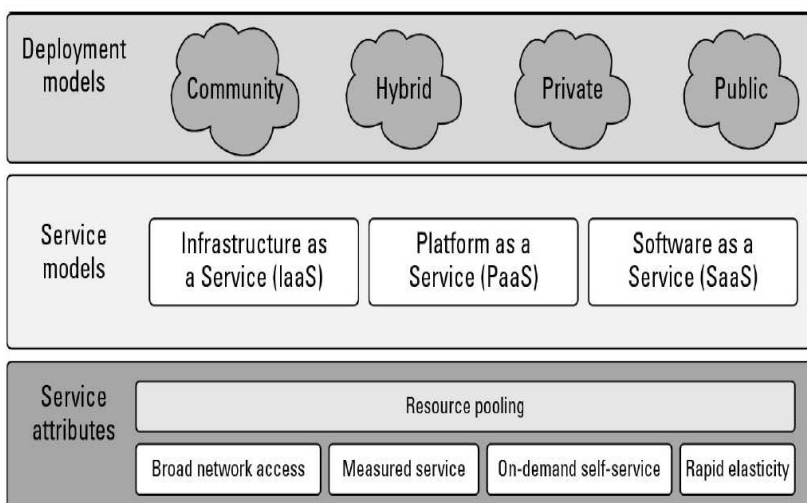 Deployment
models
Community
Hybrid
Private
Public
Service
models
Infrastructure as
a Service (IaaS)
Platform as a
Service (PaaS)
Software as a
Service (SaaS)
Service
attributes
Resource pooling
Broad network access
Measured service
On-demand self-service
Rapid elasticity